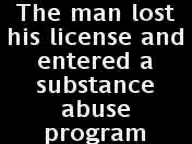 The man lost
his license and
entered a
substance
abuse
program